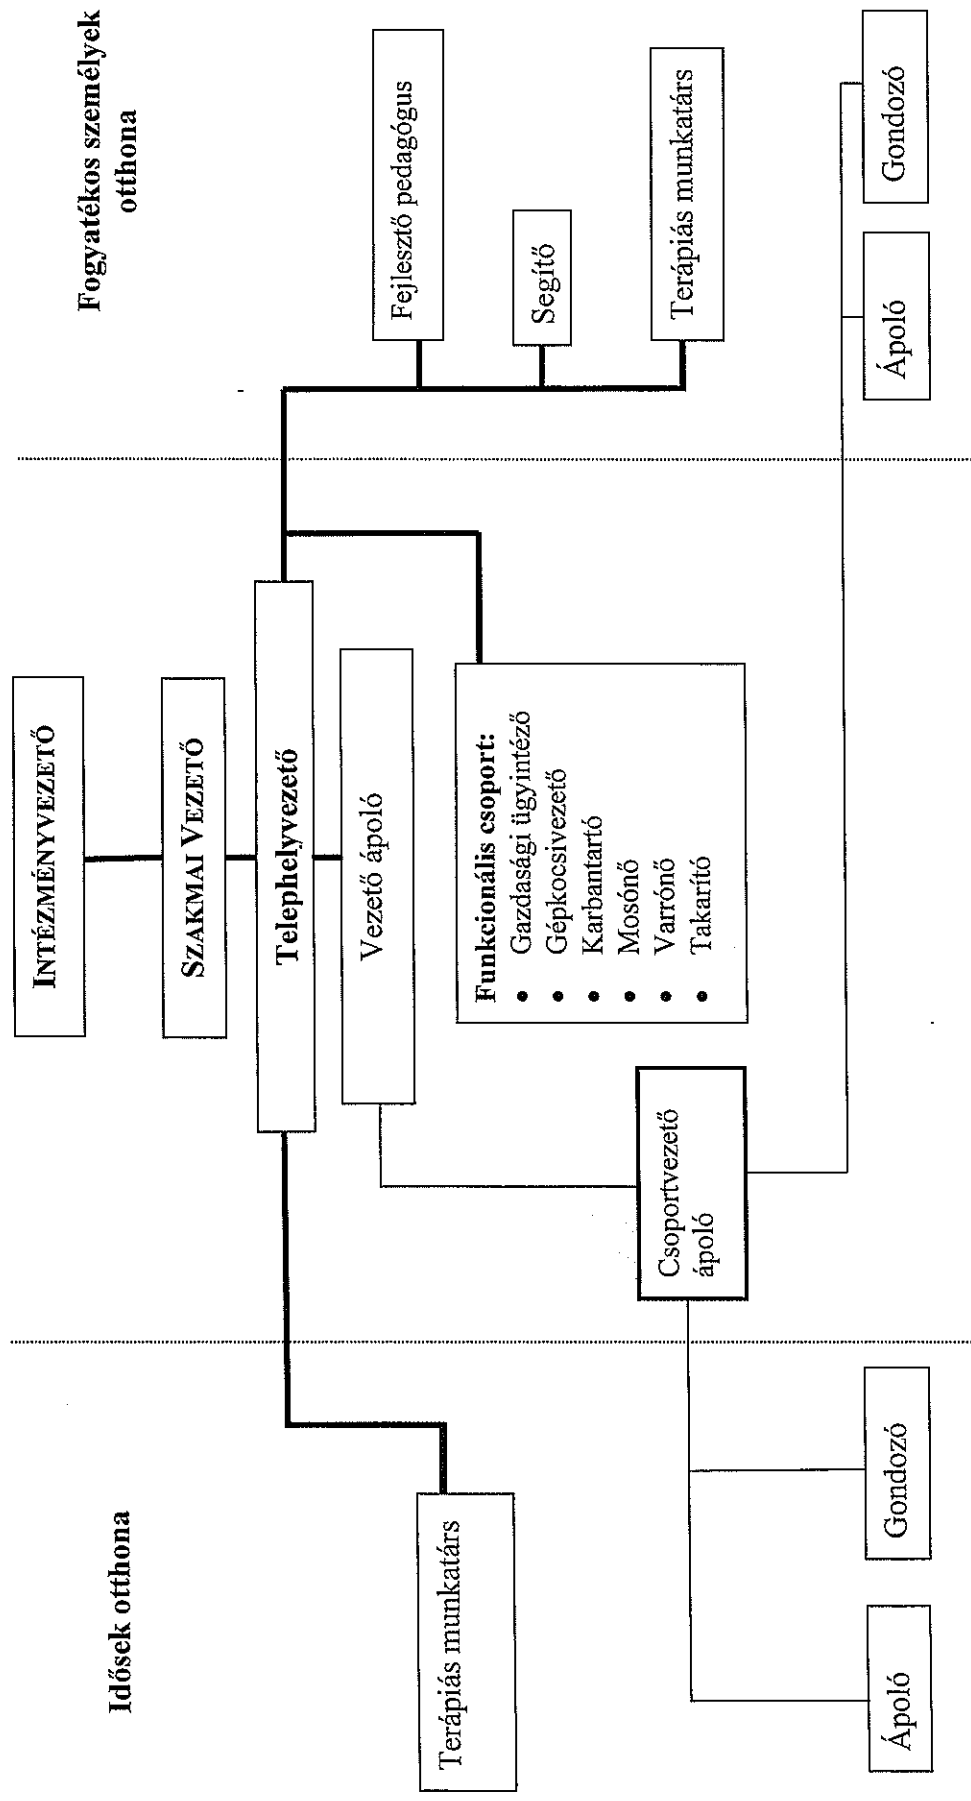 Idősek otthona
Fogyatékos személyek
otthona
INTÉZMÉNYVEZETŐ
SZAKMAI VEZETŐ
Telephelyvezető
Vezető ápoló
Terápiás munkatárs
Funkcionális csoport:
• Gazdasági ügyintéző
• Gépkocsivezető
• Karbantartó
• Mosónő
• Varrónő
• Takarító
Fejlesztő pedagógus
Segítő
Terápiás munkatárs
Csoportvezető
ápoló
Ápoló
Gondozó
Ápoló
Gondozó